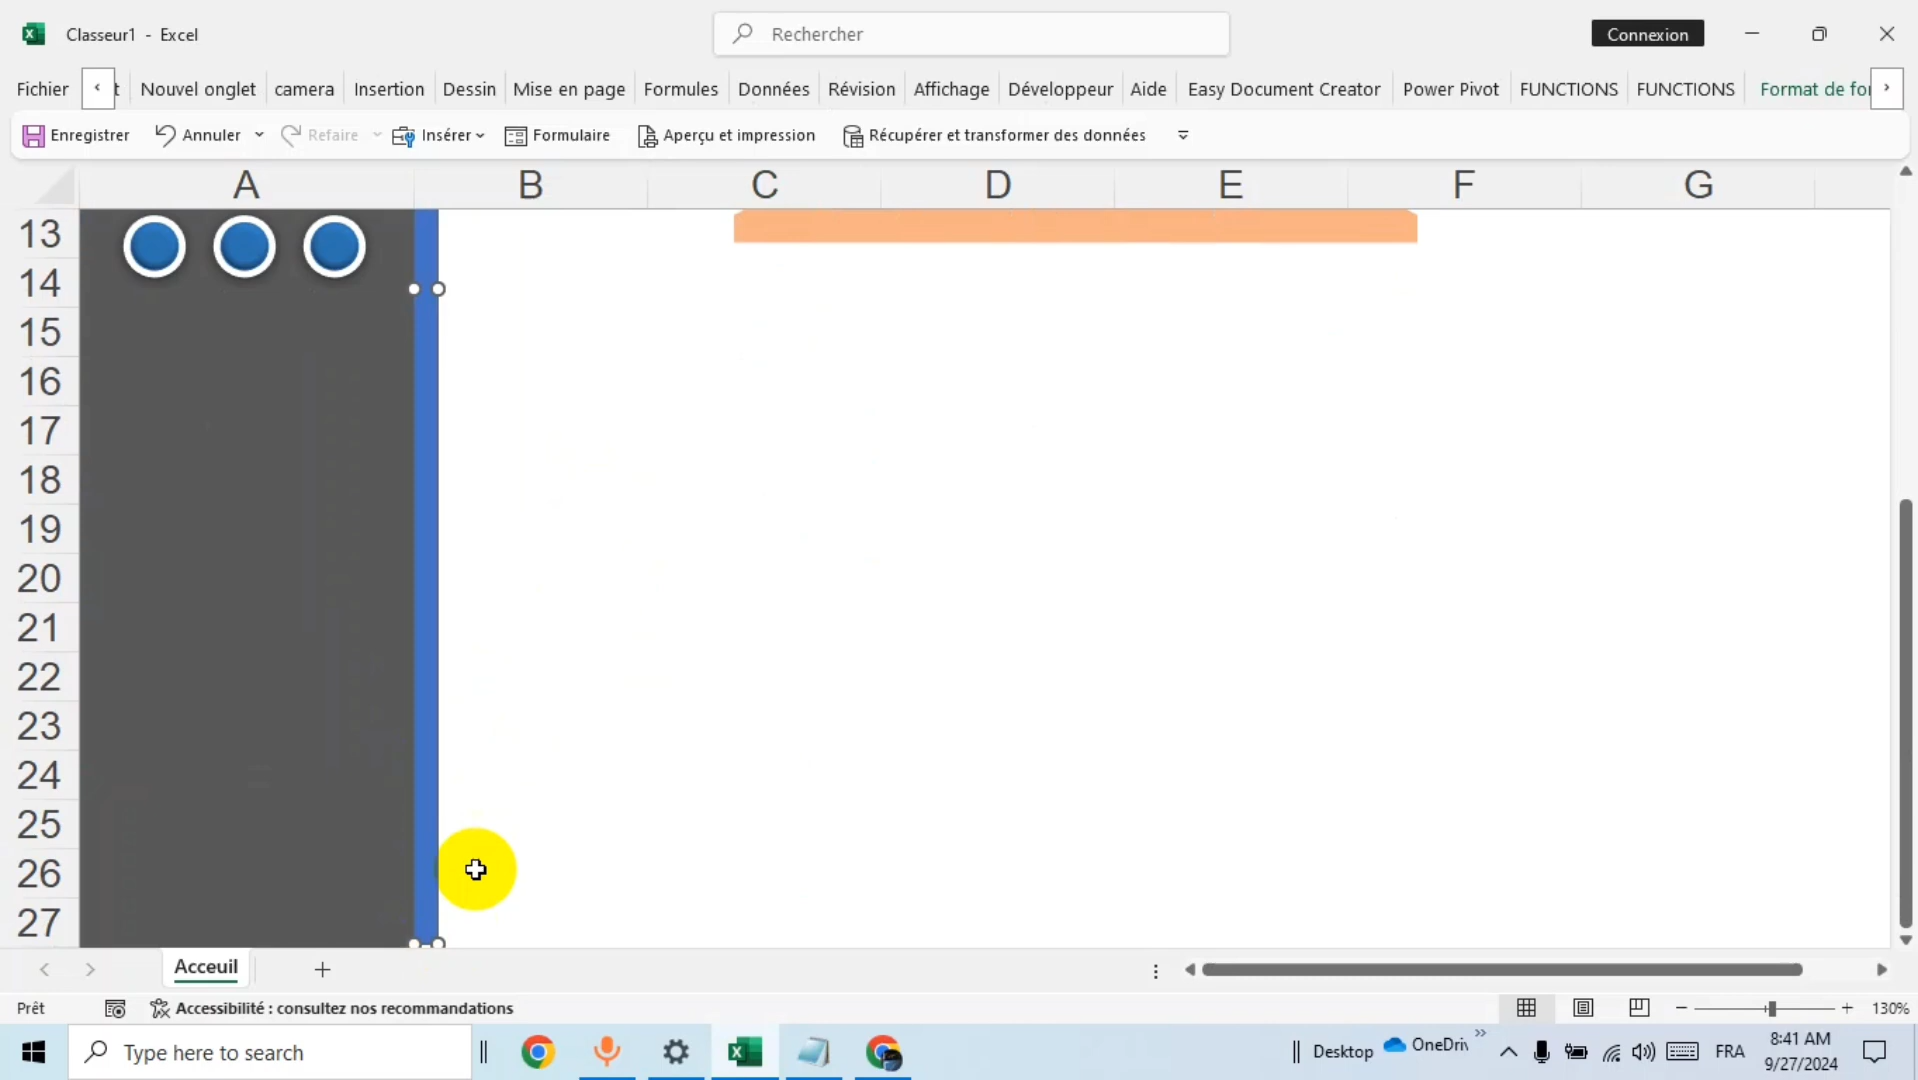 Classeur1 - Excel
Rechercher
Connexion
Fichier t Nouvel onglet camera Insertion Dessin Mise en page Formules Données Révision Affichage Développeur Aide Easy Document Creator Power Pivot FUNCTIONS FUNCTIONS Format de for
Enregistrer Annuler Refaire Insérer Formulaire Aperçu et impression Récupérer et transformer des données
A B C D E F G
13
14
15
16
17
18
19
20
21
22
23
24
25
26
27
Acceuil
Prêt Accessibilité : consultez nos recommandations 130%
Type here to search Desktop OneDriv FRA 8:41 AM
9/27/2024